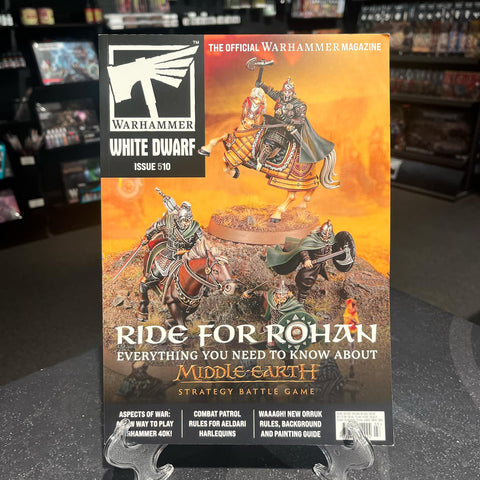 THE OFFICIAL WARHAMMER MAGAZINE
TM
WARHAMMER
WHITE DWARF
ISSUE 510
RIDE FOR ROHAN
EVERYTHING YOU NEED TO KNOW ABOUT
MIDDLE-EARTH
STRATEGY BATTLE GAME
ASPECTS OF WAR:
NEW WAY TO PLAY
WARHAMMER 40K!
COMBAT PATROL
RULES FOR AELDARI
HARLEQUINS
WAAAGH! NEW ORRUK
RULES, BACKGROUND
AND PAINTING GUIDE